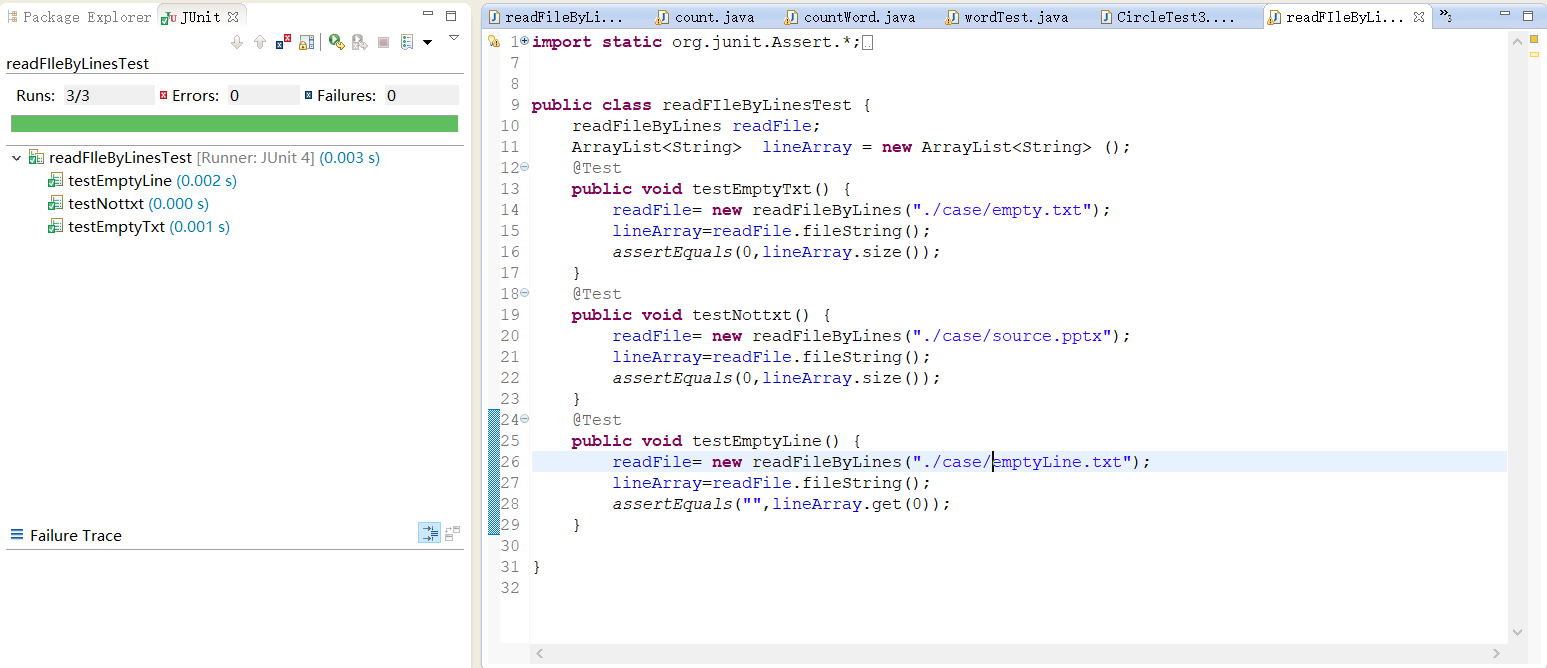 Package Explorer JUnit
readFIleByLinesTest
Runs: 3/3 Errors: 0 Failures: 0
readFIleByLinesTest [Runner: JUnit 4] (0.003 s)
testEmptyLine (0.002 s)
testNottxt (0.000 s)
testEmptyTxt (0.001 s)
Failure Trace
readFileByLi... count.java countWord.java wordTest.java CircleTest3.... readFIleByLi... »3
1 import static org.junit.Assert.*;
7
8
9 public class readFIleByLinesTest {
10 readFileByLines readFile;
11 ArrayList<String> lineArray = new ArrayList<String> ();
12 @Test
13 public void testEmptyTxt() {
14 readFile= new readFileByLines("./case/empty.txt");
15 lineArray=readFile.fileString();
16 assertEquals(0,lineArray.size());
17 }
18 @Test
19 public void testNottxt() {
20 readFile= new readFileByLines("./case/source.pptx");
21 lineArray=readFile.fileString();
22 assertEquals(0,lineArray.size());
23 }
24 @Test
25 public void testEmptyLine() {
26 readFile= new readFileByLines("./case/emptyLine.txt");
27 lineArray=readFile.fileString();
28 assertEquals("",lineArray.get(0));
29 }
30
31 }
32